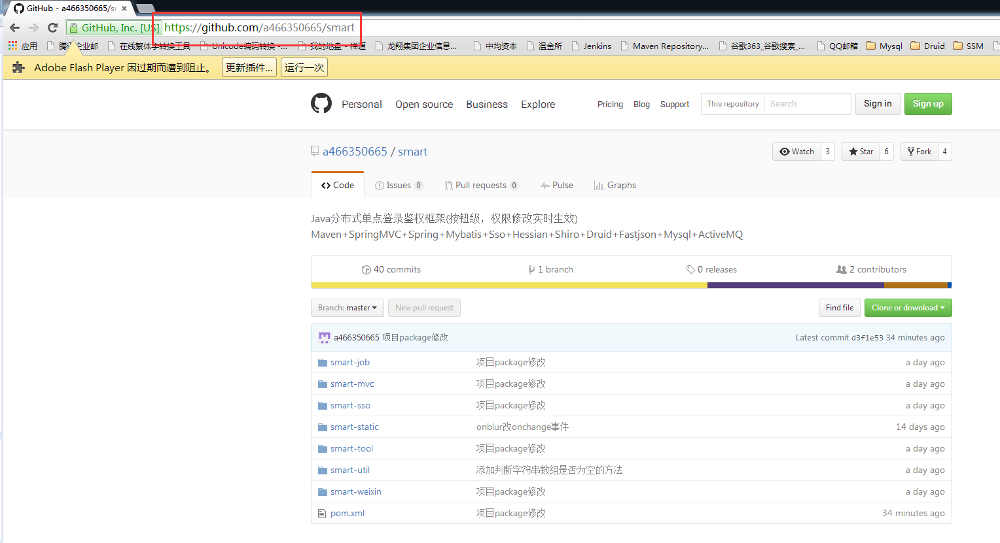 GitHub - a466350665/s
GitHub, Inc. [US] https://github.com/a466350665/smart
应用 腾讯企业邮 在线繁体字转换工具 Unicode编码转换 -... 我的地盘 - 禅道 龙翔集团企业信息... 中均资本 温金所 Jenkins Maven Repository... 谷歌363_谷歌搜索_... QQ邮箱 Mysql Druid SSM
Adobe Flash Player 因过期而遭到阻止。 更新插件... 运行一次
Personal Open source Business Explore Pricing Blog Support This repository Search Sign in Sign up
a466350665 / smart Watch 3 Star 6 Fork 4
Code Issues 0 Pull requests 0 Pulse Graphs
Java分布式单点登录鉴权框架(按钮级，权限修改实时生效)
Maven+SpringMVC+Spring+Mybatis+Sso+Hessian+Shiro+Druid+Fastjson+Mysql+ActiveMQ
40 commits 1 branch 0 releases 2 contributors
Branch: master New pull request Find file Clone or download
a466350665 项目package修改 Latest commit d3f1e53 34 minutes ago
smart-job 项目package修改 a day ago
smart-mvc 项目package修改 a day ago
smart-sso 项目package修改 a day ago
smart-static onblur改onchange事件 14 days ago
smart-tool 项目package修改 a day ago
smart-util 添加判断字符串数组是否为空的方法 a day ago
smart-weixin 项目package修改 a day ago
pom.xml 项目package修改 34 minutes ago